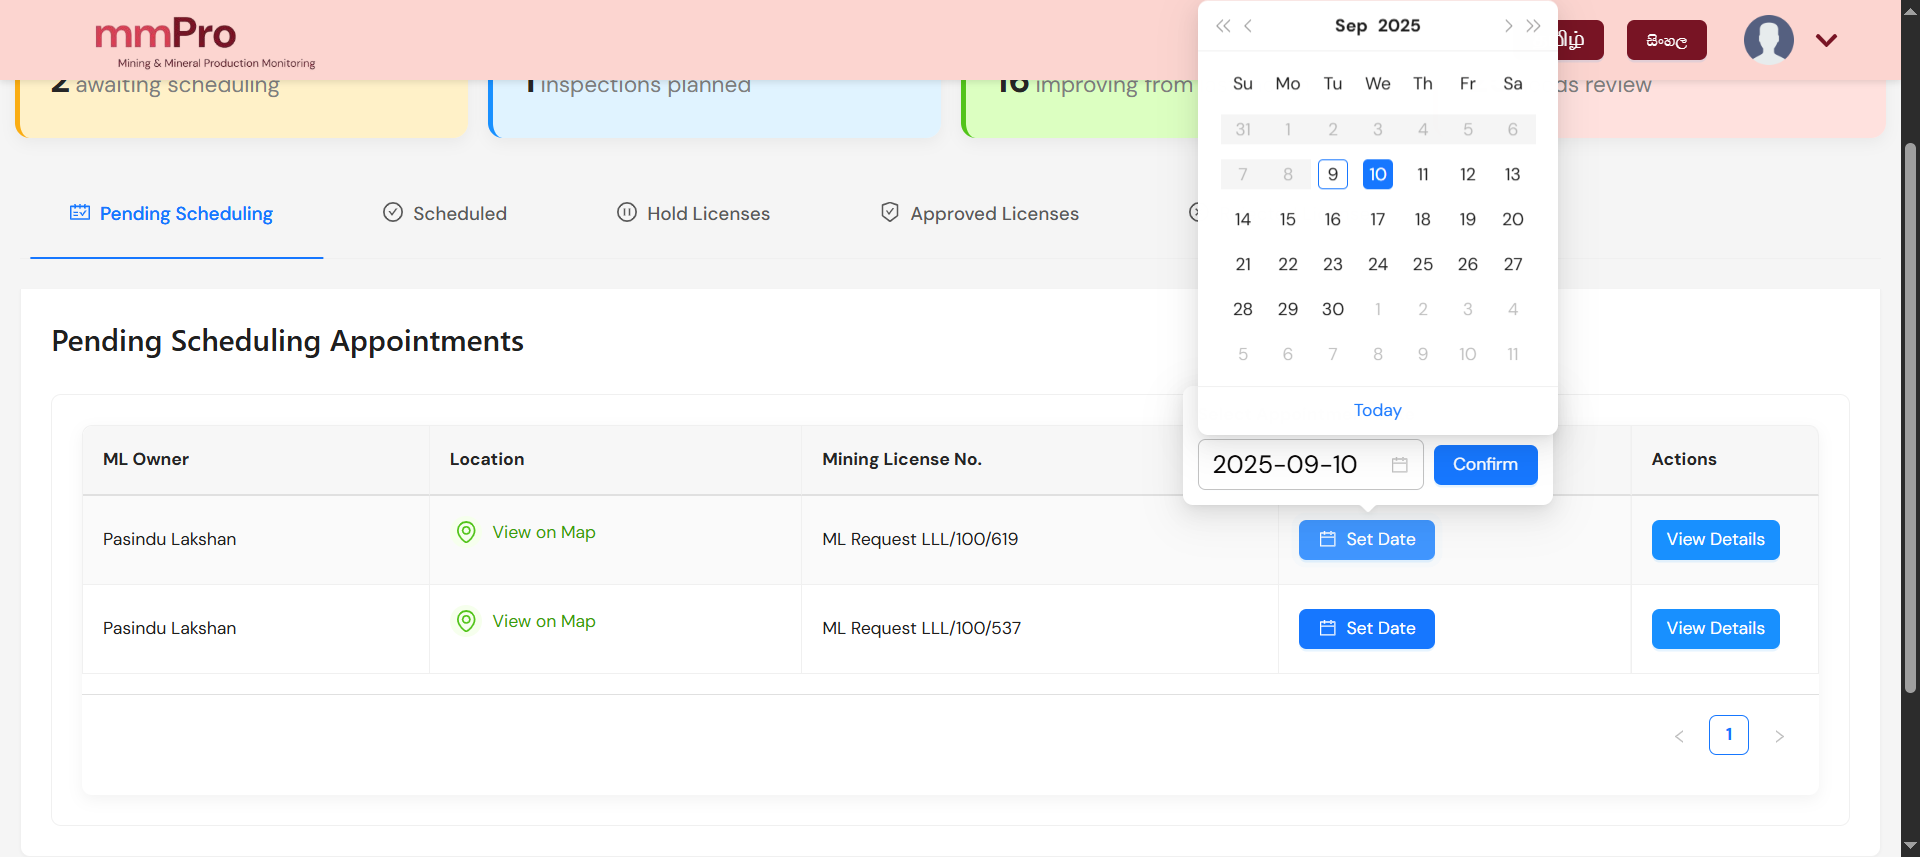 mmPro
Mining & Mineral Production Monitoring
සිංහල
2 awaiting scheduling
1 inspections planned
16 improving from
review
Sep 2025
Su Mo Tu We Th Fr Sa
31 1 2 3 4 5 6
7 8 9 10 11 12 13
14 15 16 17 18 19 20
21 22 23 24 25 26 27
28 29 30 1 2 3 4
5 6 7 8 9 10 11
Today
2025-09-10
Confirm
Pending Scheduling
Scheduled
Hold Licenses
Approved Licenses
Pending Scheduling Appointments
ML Owner Location Mining License No. Actions
Pasindu Lakshan View on Map ML Request LLL/100/619 Set Date View Details
Pasindu Lakshan View on Map ML Request LLL/100/537 Set Date View Details
< 1 >